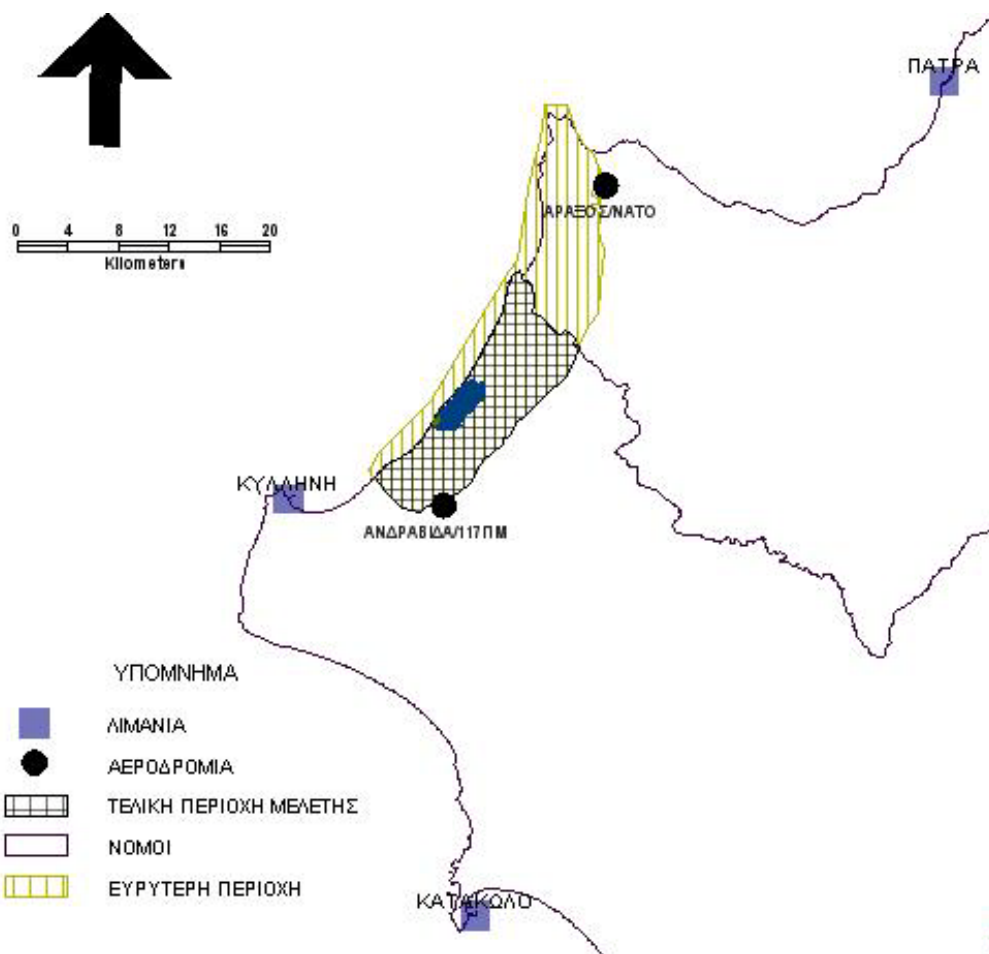 ΠΑΤΡΑ
ΑΡΑΞΟΣ/ΝΑΤΟ
0 4 8 12 16 20
Kilometers
ΚΥΛΛΗΝΗ
ΑΝΔΡΑΒΙΔΑ/117ΠΜ
ΥΠΟΜΝΗΜΑ
ΛΙΜΑΝΙΑ
ΑΕΡΟΔΡΟΜΙΑ
ΤΕΛΙΚΗ ΠΕΡΙΟΧΗ ΜΕΛΕΤΗΣ
ΝΟΜΟΙ
ΕΥΡΥΤΕΡΗ ΠΕΡΙΟΧΗ
ΚΑΤΑΚΩΛΟ